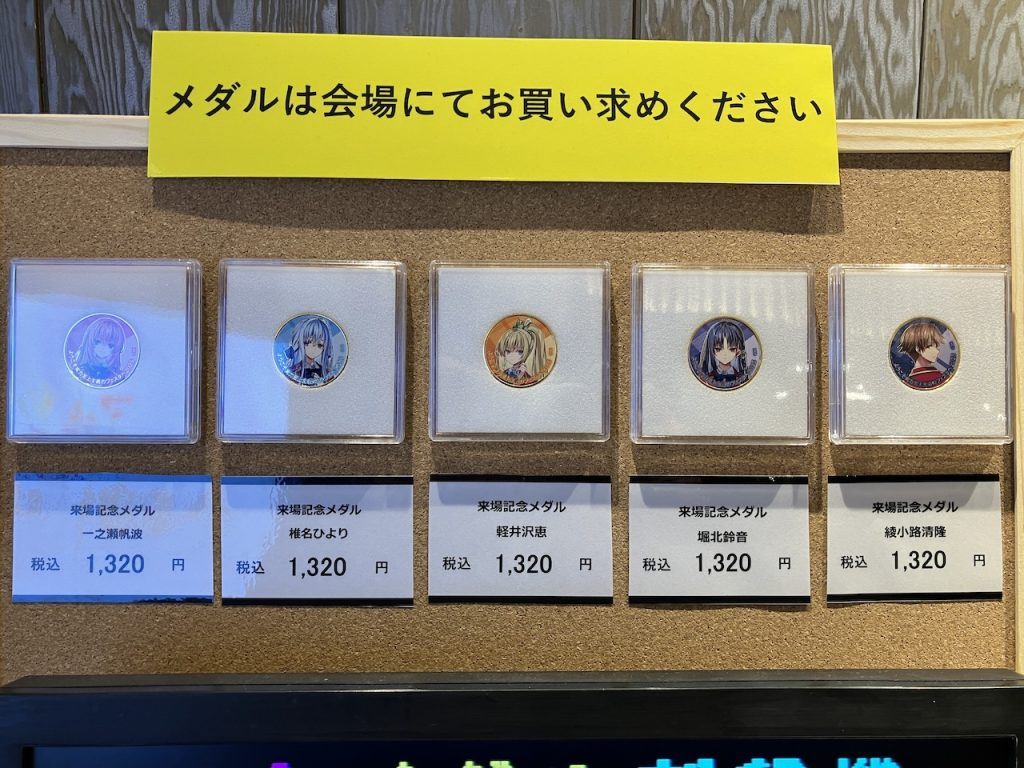 メダルは会場にてお買い求めください
来場記念メダル
一之瀬帆波
税込 1,320 円
来場記念メダル
椎名ひより
税込 1,320 円
来場記念メダル
軽井沢恵
税込 1,320 円
来場記念メダル
堀北鈴音
税込 1,320 円
来場記念メダル
綾小路清隆
税込 1,320 円